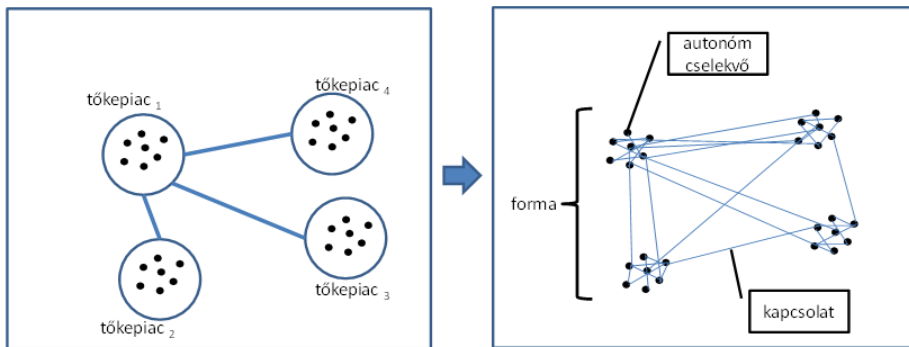 tőkepiac 1
tőkepiac 4
tőkepiac 3
tőkepiac 2
autonóm
cselekvő
forma
kapcsolat